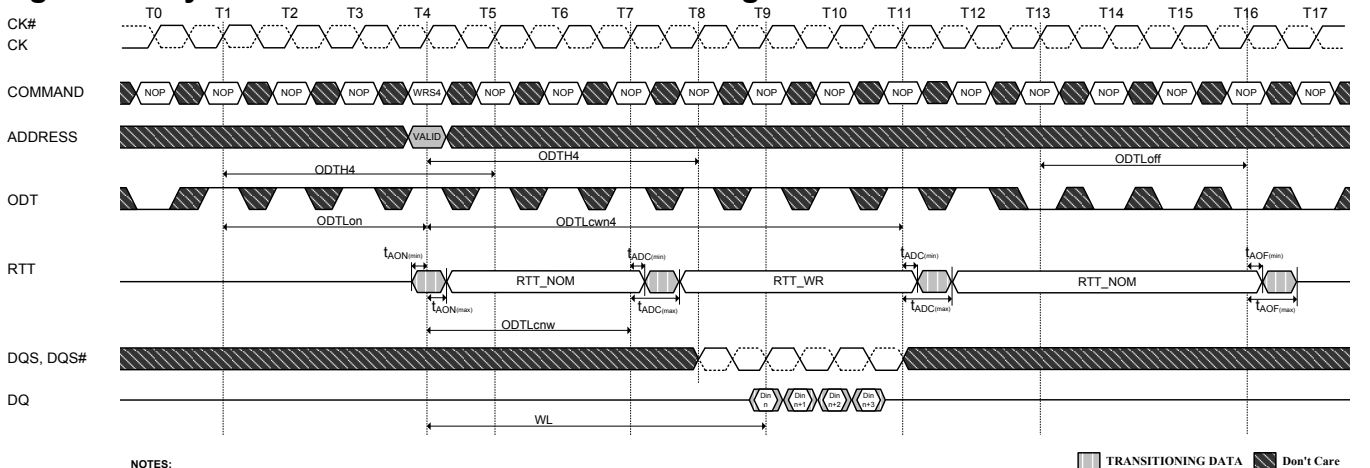 T0 T1 T2 T3 T4 T5 T6 T7 T8 T9 T10 T11 T12 T13 T14 T15 T16 T17
CK#
CK
COMMAND NOP NOP NOP NOP WRS4 NOP NOP NOP NOP NOP NOP NOP NOP NOP NOP NOP NOP NOP
ADDRESS VALID
ODTH4 ODTLoff
ODTH4
ODT
ODTLon ODTLcwn4
tAON(min) tADC(min) tADC(min) tAOF(min)
RTT RTT_NOM RTT_WR RTT_NOM
tAON(max) tADC(max) tADC(max) tAOF(max)
ODTLcnw
DQS, DQS#
DQ Din n Din n+1 Din n+2 Din n+3
WL
NOTES: TRANSITIONING DATA Don't Care